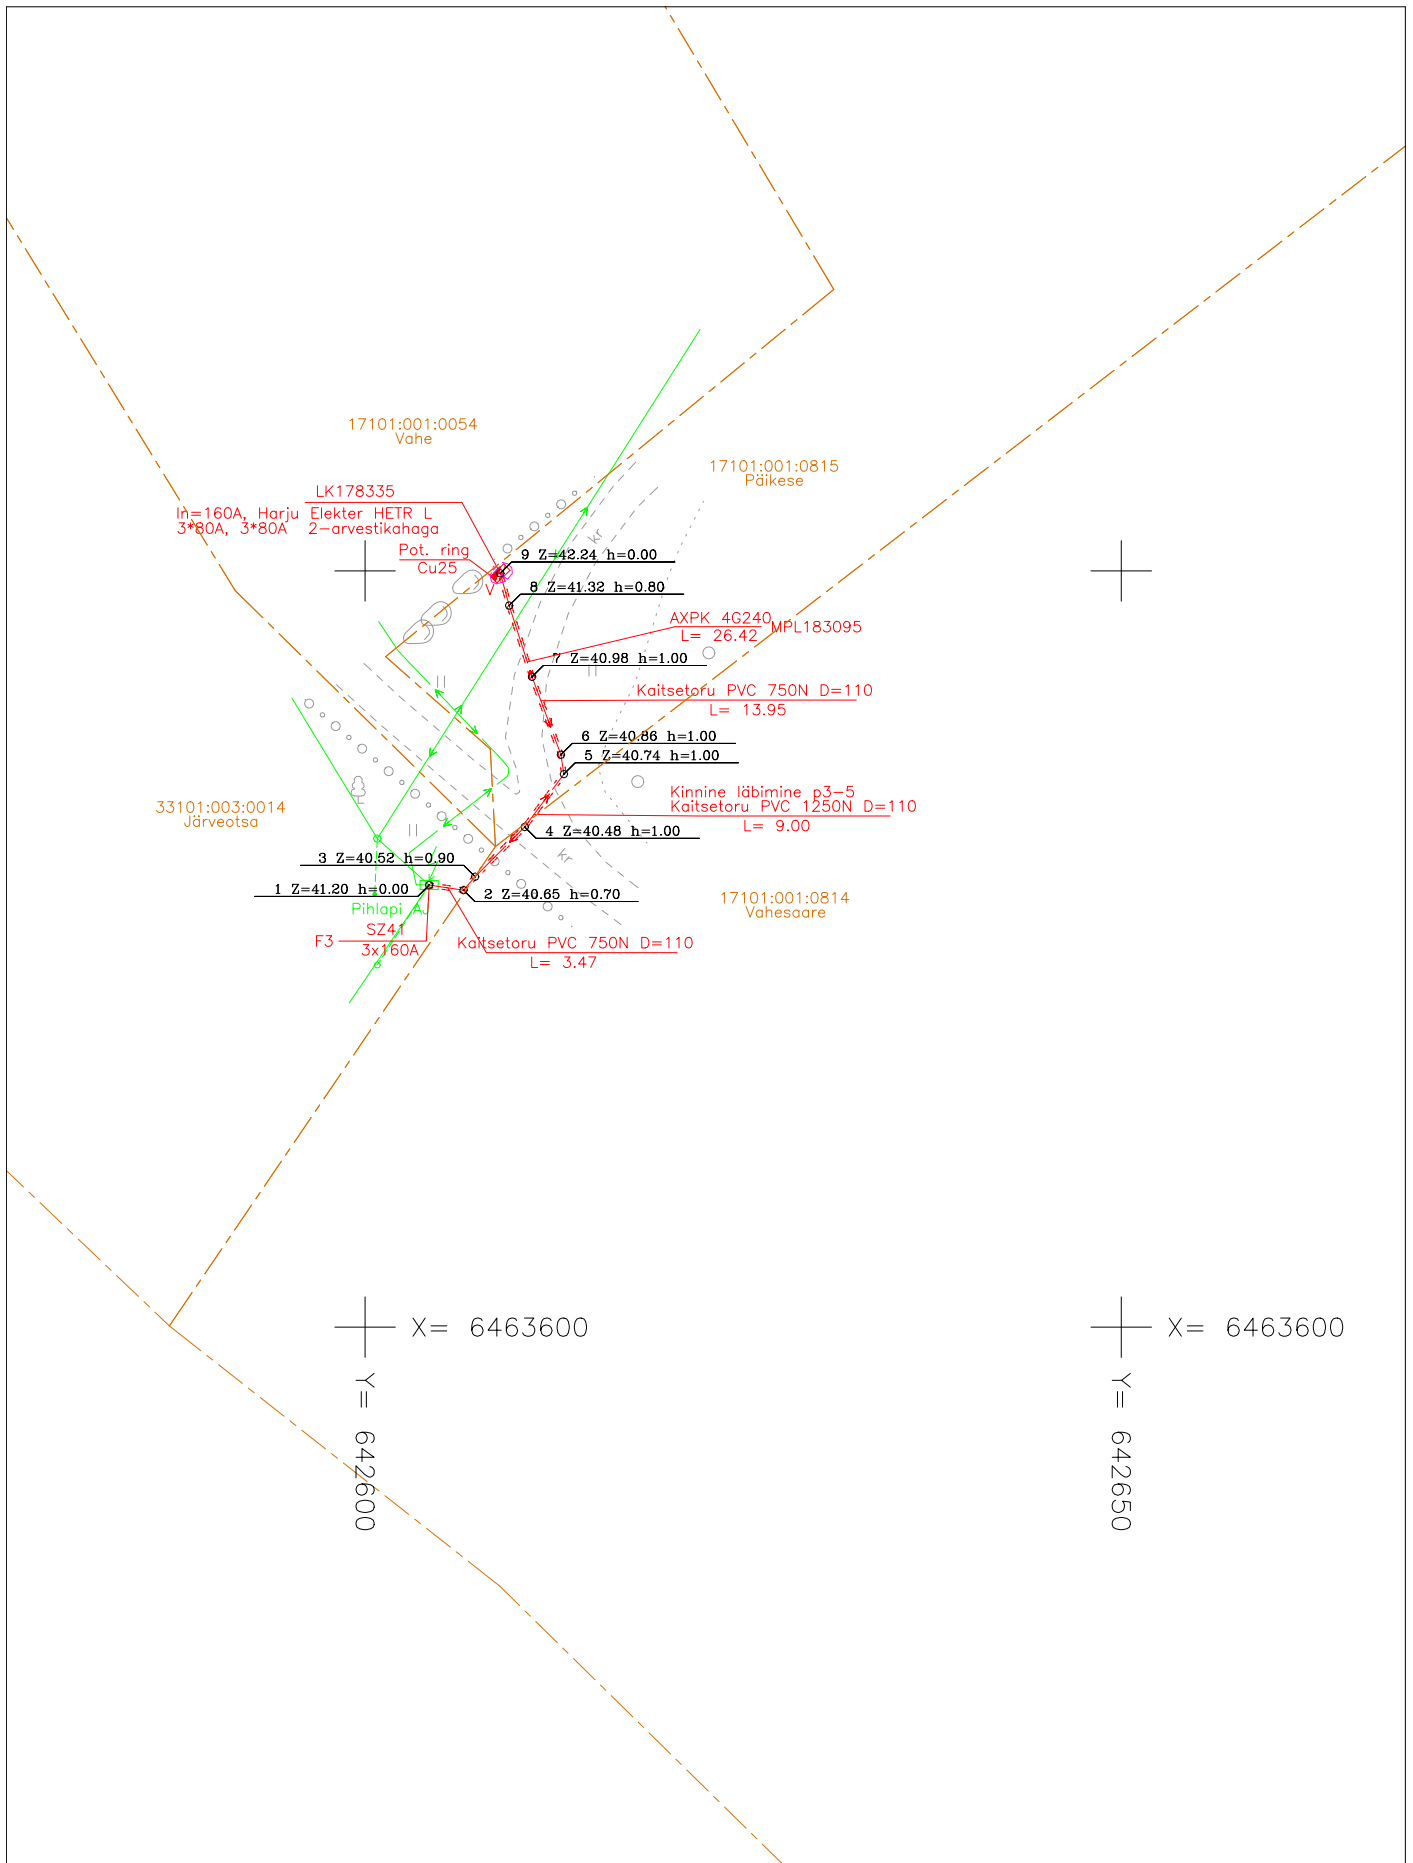 17101:001:0054
Vahe
17101:001:0815
Päikese
LK178335
In=160A, Harju Elekter HETR L
3*80A, 3*80A 2-arvestikahaga
Pot. ring
Cu25
kr
9 Z=42.24 h=0.00
8 Z=41.32 h=0.80
AXPK 4G240
L= 26.42
MPL183095
7 Z=40.98 h=1.00
Kaitsetoru PVC 750N D=110
L= 13.95
6 Z=40.86 h=1.00
5 Z=40.74 h=1.00
Kinnine läbimine p3-5
Kaitsetoru PVC 1250N D=110
L= 9.00
33101:003:0014
Järveotsa
4 Z=40.48 h=1.00
3 Z=40.52 h=0.90
kr
1 Z=41.20 h=0.00
2 Z=40.65 h=0.70
17101:001:0814
Vahesaare
Pihlapi AJ
SZ41
F3
3x160A
Kaitsetoru PVC 750N D=110
L= 3.47
X= 6463600
X= 6463600
Y= 642600
Y= 642650